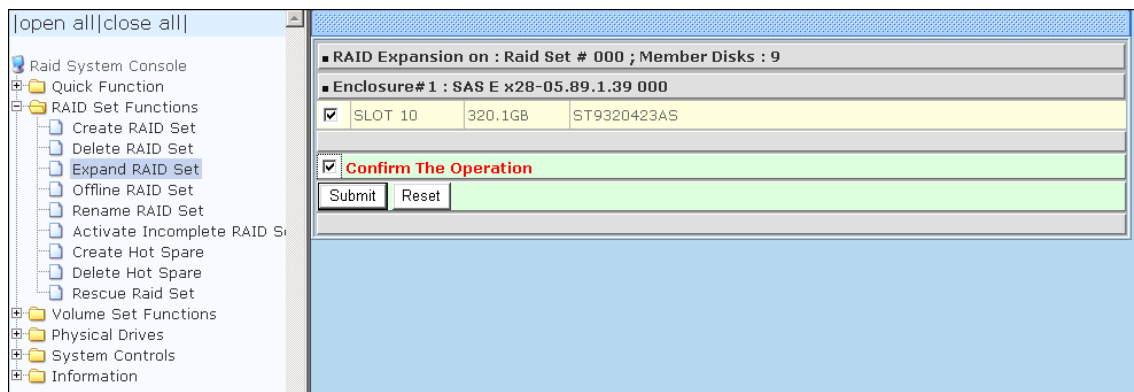 |open all|close all|
Raid System Console
Quick Function
RAID Set Functions
Create RAID Set
Delete RAID Set
Expand RAID Set
Offline RAID Set
Rename RAID Set
Activate Incomplete RAID S
Create Hot Spare
Delete Hot Spare
Rescue Raid Set
Volume Set Functions
Physical Drives
System Controls
Information
RAID Expansion on : Raid Set # 000 ; Member Disks : 9
Enclosure#1 : SAS E x28-05.89.1.39 000
SLOT 10 320.1GB ST9320423AS
Confirm The Operation
Submit Reset